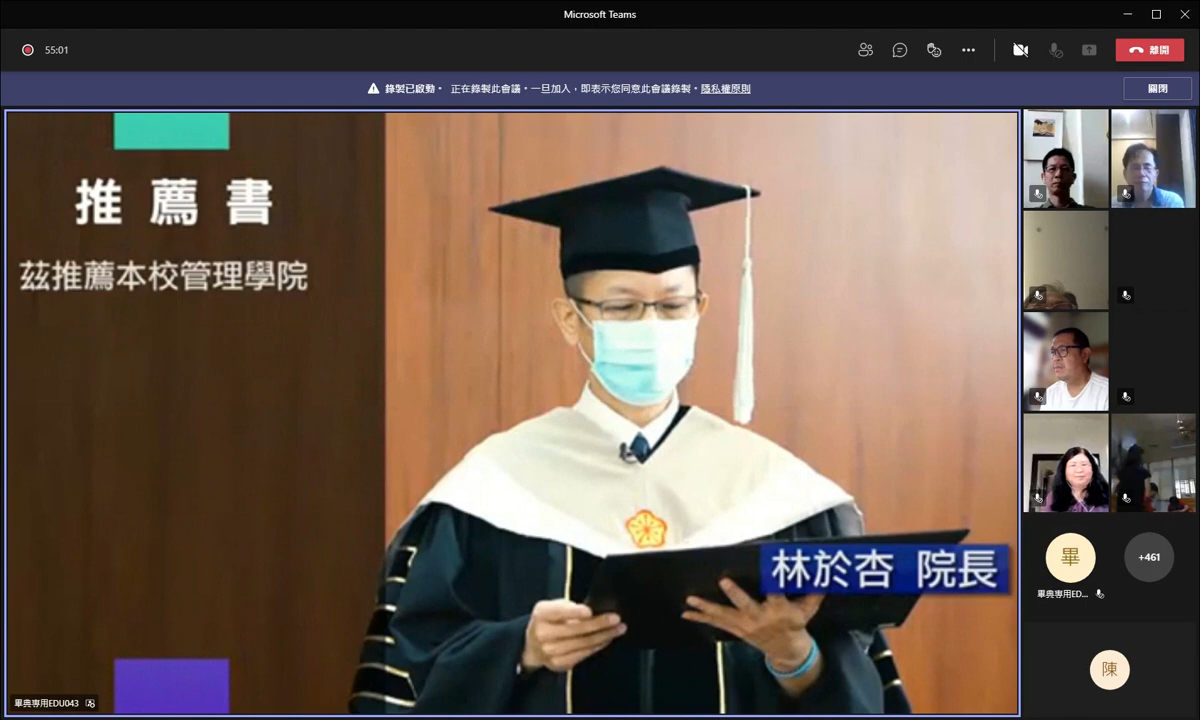 Microsoft Teams
55:01
離開
錄製已啟動。 正在錄製此會議。一旦加入，即表示您同意此會議錄製。隱私權原則
關閉
推薦書
茲推薦本校管理學院
林於杏 院長
畢典專用EDU043
畢
+461
畢典專用ED...
陳